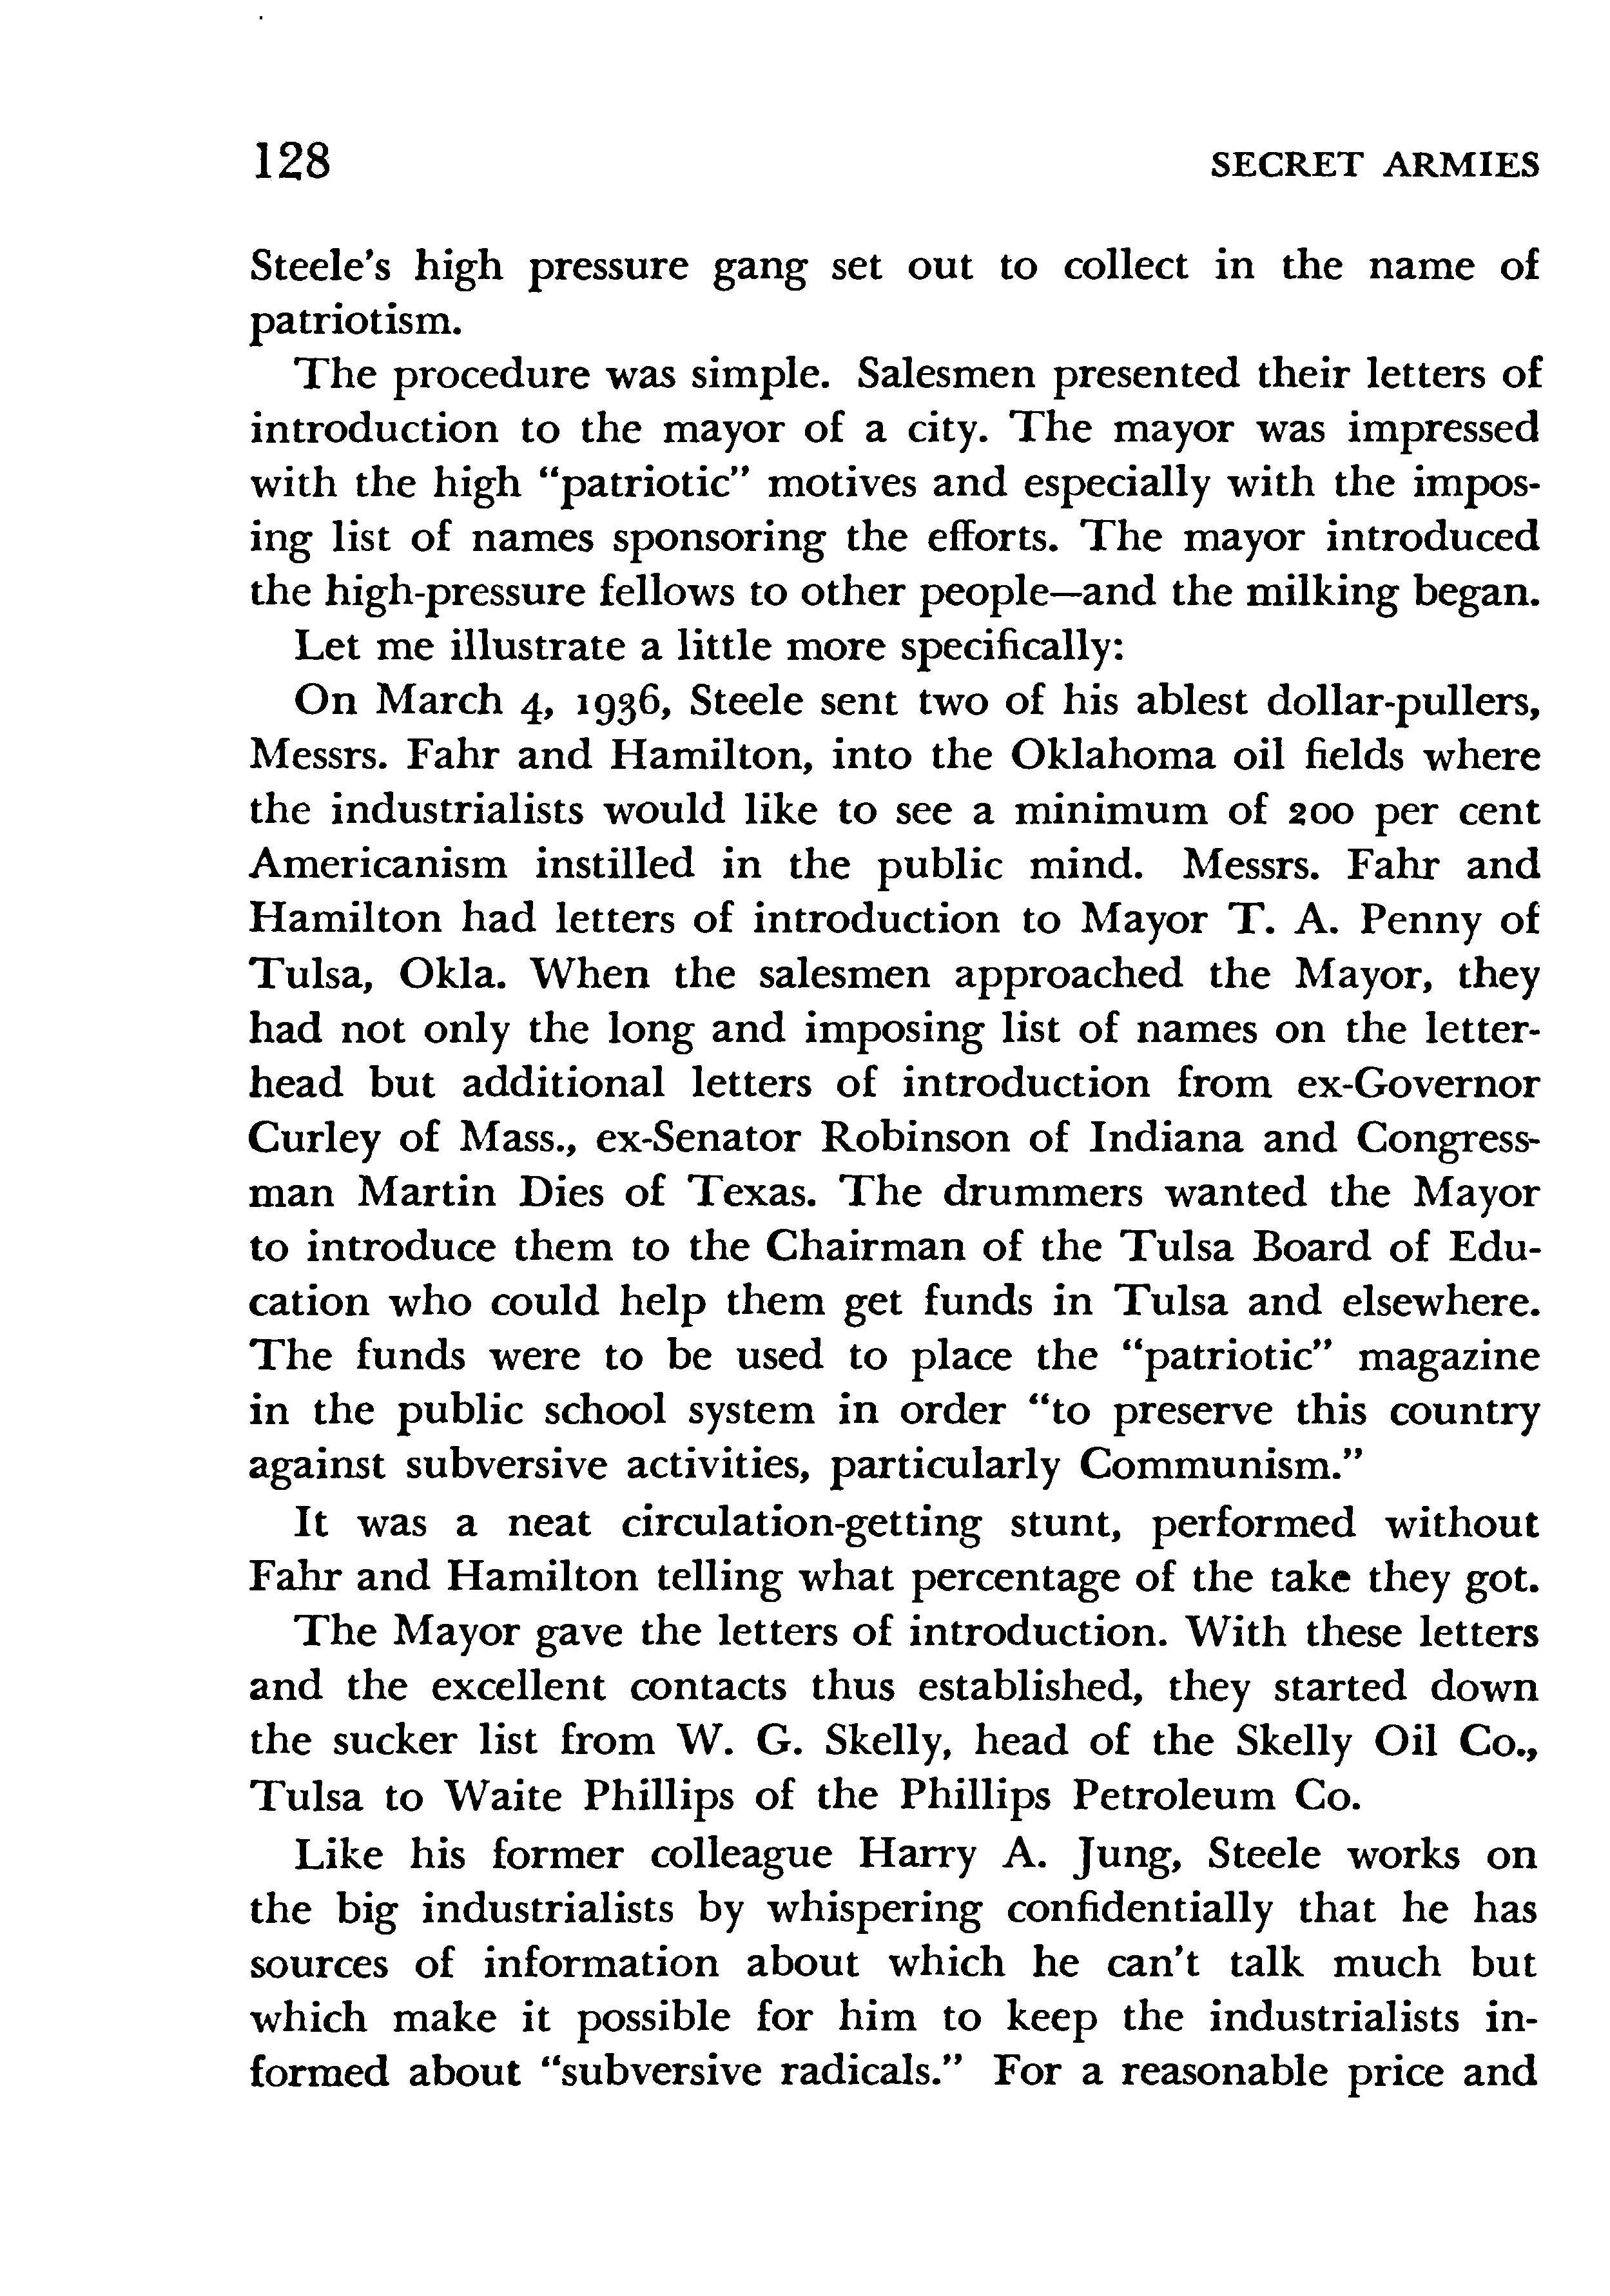 128 SECRET ARMIES
Steele's high pressure gang set out to collect in the name of
patriotism.
The procedure was simple. Salesmen presented their letters of
introduction to the mayor of a city. The mayor was impressed
with the high “patriotic” motives and especially with the impos-
ing list of names sponsoring the efforts. The mayor introduced
the high-pressure fellows to other people—and the milking began.
Let me illustrate a little more specifically:
On March 4, 1936, Steele sent two of his ablest dollar-pullers,
Messrs. Fahr and Hamilton, into the Oklahoma oil fields where
the industrialists would like to see a minimum of 200 per cent
Americanism instilled in the public mind. Messrs. Fahr and
Hamilton had letters of introduction to Mayor T. A. Penny of
Tulsa, Okla. When the salesmen approached the Mayor, they
had not only the long and imposing list of names on the letter-
head but additional letters of introduction from ex-Governor
Curley of Mass., ex-Senator Robinson of Indiana and Congress-
man Martin Dies of Texas. The drummers wanted the Mayor
to introduce them to the Chairman of the Tulsa Board of Edu-
cation who could help them get funds in Tulsa and elsewhere.
The funds were to be used to place the “patriotic” magazine
in the public school system in order “to preserve this country
against subversive activities, particularly Communism.”
It was a neat circulation-getting stunt, performed without
Fahr and Hamilton telling what percentage of the take they got.
The Mayor gave the letters of introduction. With these letters
and the excellent contacts thus established, they started down
the sucker list from W. G. Skelly, head of the Skelly Oil Co.,
Tulsa to Waite Phillips of the Phillips Petroleum Co.
Like his former colleague Harry A. Jung, Steele works on
the big industrialists by whispering confidentially that he has
sources of information about which he can't talk much but
which make it possible for him to keep the industrialists in-
formed about “subversive radicals.” For a reasonable price and